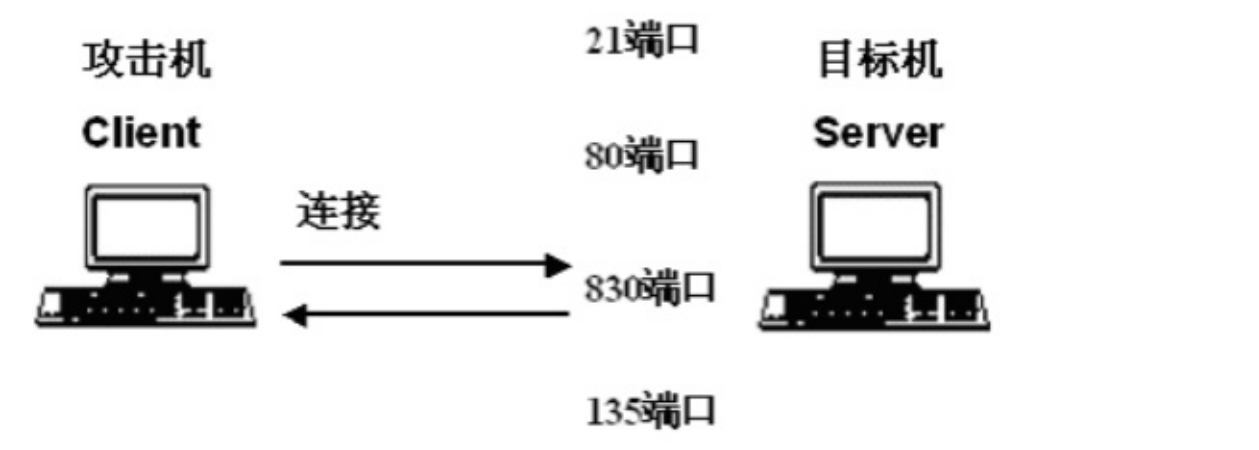 攻击机
Client
连接
21端口
80端口
830端口
135端口
目标机
Server